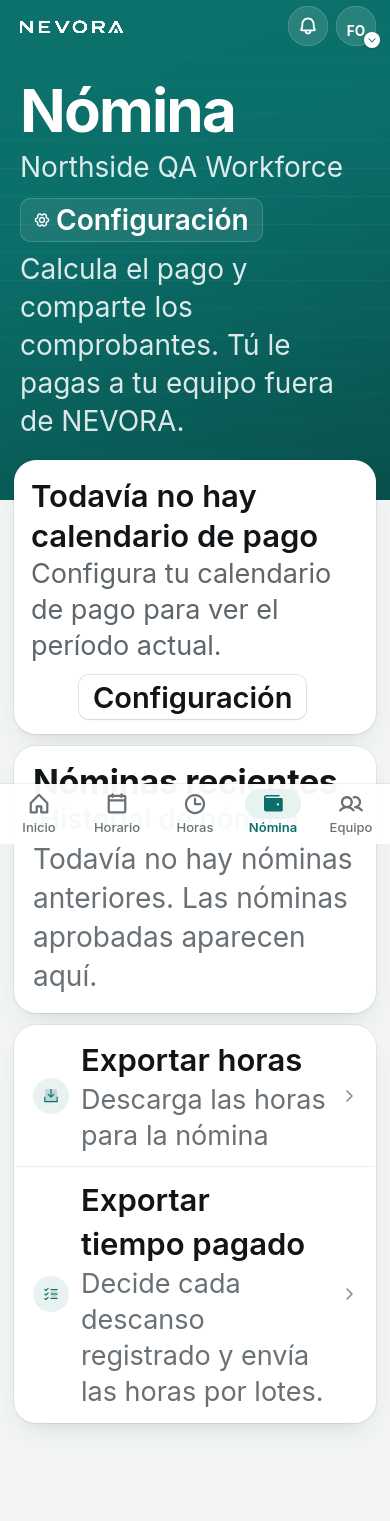 NEVORA
FO
Nómina
Northside QA Workforce
Configuración
Calcula el pago y
comparte los
comprobantes. Tú le
pagas a tu equipo fuera
de NEVORA.
Todavía no hay
calendario de pago
Configura tu calendario
de pago para ver el
período actual.
Configuración
Nóminas recientes
Historial de nómina
Inicio
Horario
Horas
Nómina
Equipo
Todavía no hay nóminas
anteriores. Las nóminas
aprobadas aparecen
aquí.
Exportar horas
Descarga las horas
para la nómina
Exportar
tiempo pagado
Decide cada
descanso
registrado y envía
las horas por lotes.